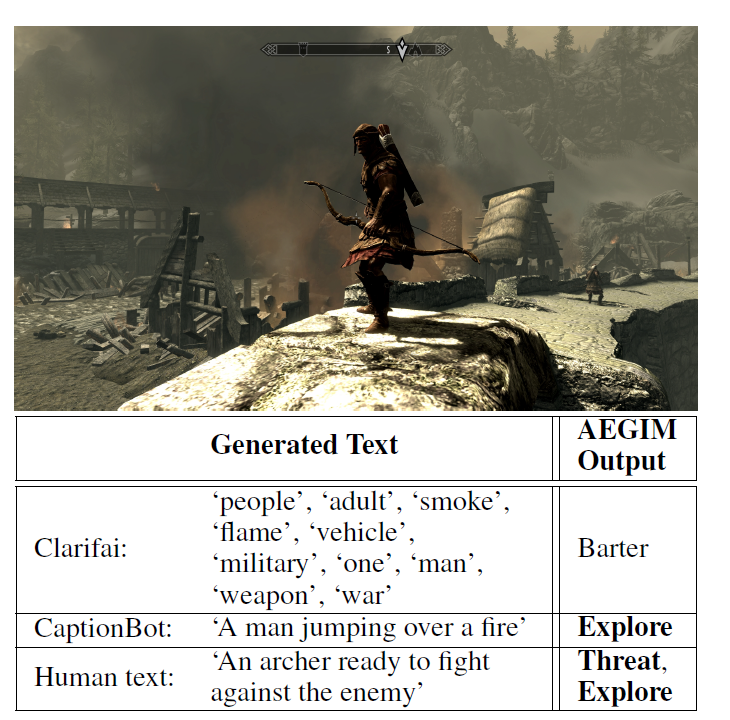 S
Generated Text
AEGIM
Output
Clarifai:
‘people’, ‘adult’, ‘smoke’,
‘flame’, ‘vehicle’,
‘military’, ‘one’, ‘man’,
‘weapon’, ‘war’
Barter
CaptionBot:
‘A man jumping over a fire’
Explore
Human text:
‘An archer ready to fight
against the enemy’
Threat,
Explore